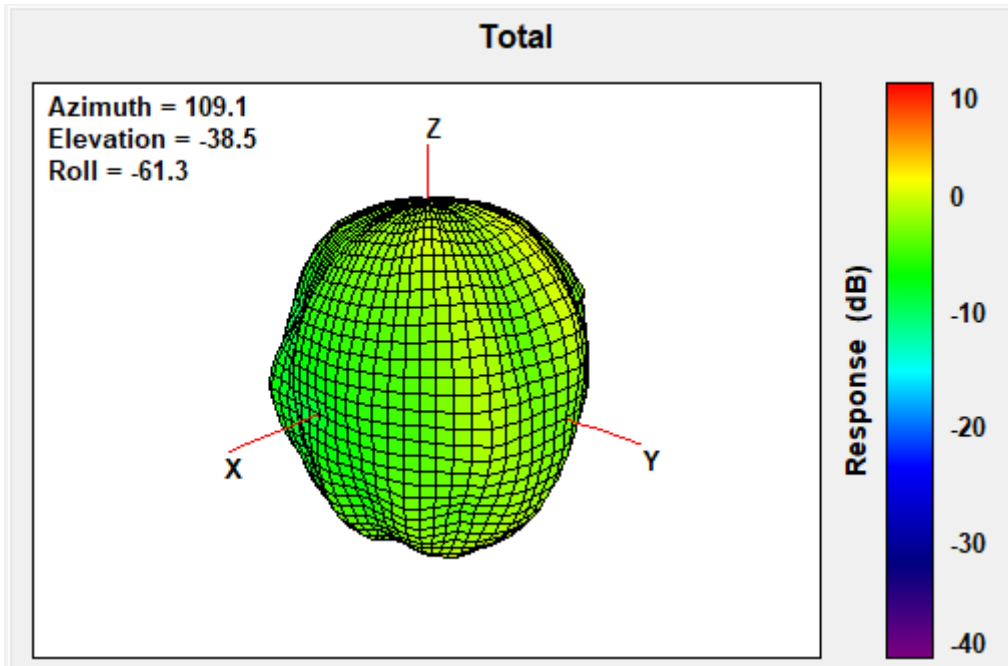 Total
Azimuth = 109.1
Elevation = -38.5
Roll = -61.3
Z
X
Y
10
0
-10
-20
-30
-40
Response (dB)